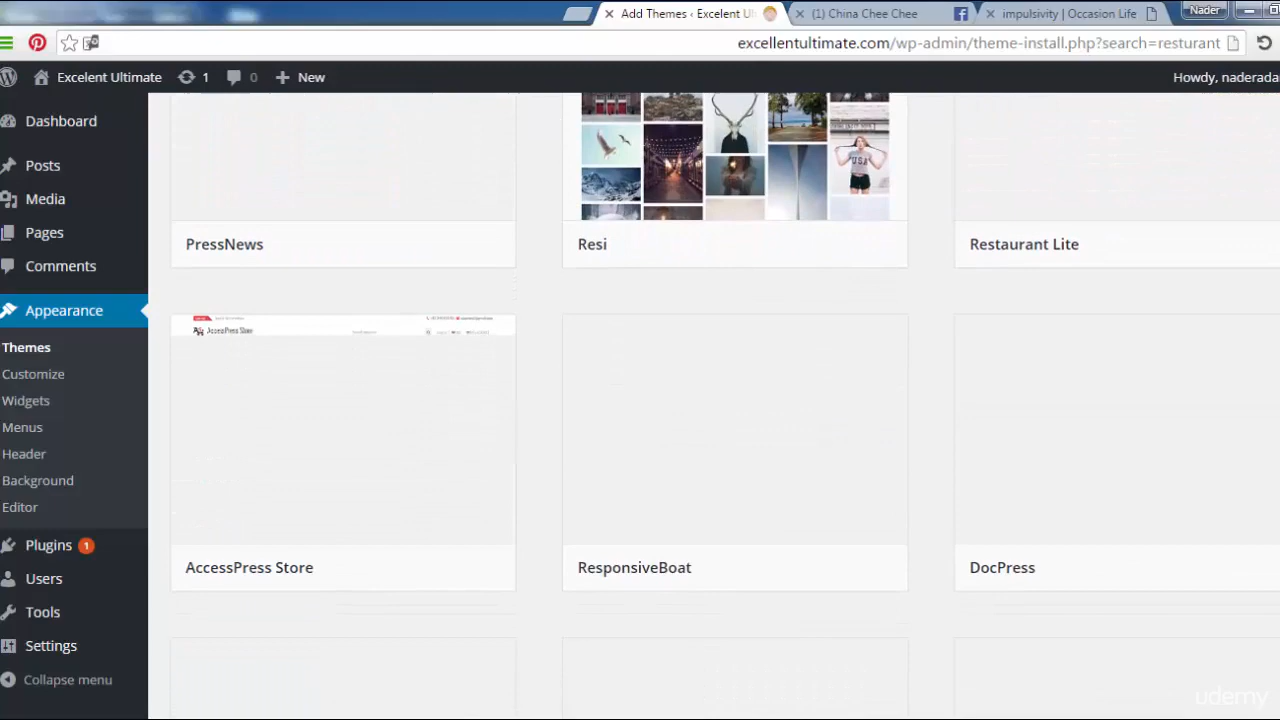 Add Themes ‹ Excelent Ult
(1) China Chee Chee
impulsivity | Occasion Life
Nader
excellentultimate.com/wp-admin/theme-install.php?search=resturant
Excelent Ultimate
1
0
New
Howdy, naderada
Dashboard
Posts
Media
Pages
Comments
Appearance
Themes
Customize
Widgets
Menus
Header
Background
Editor
Plugins 1
Users
Tools
Settings
Collapse menu
USA
PressNews
Resi
Restaurant Lite
AccessPress Store
AccessPress Store
ResponsiveBoat
DocPress
udemy